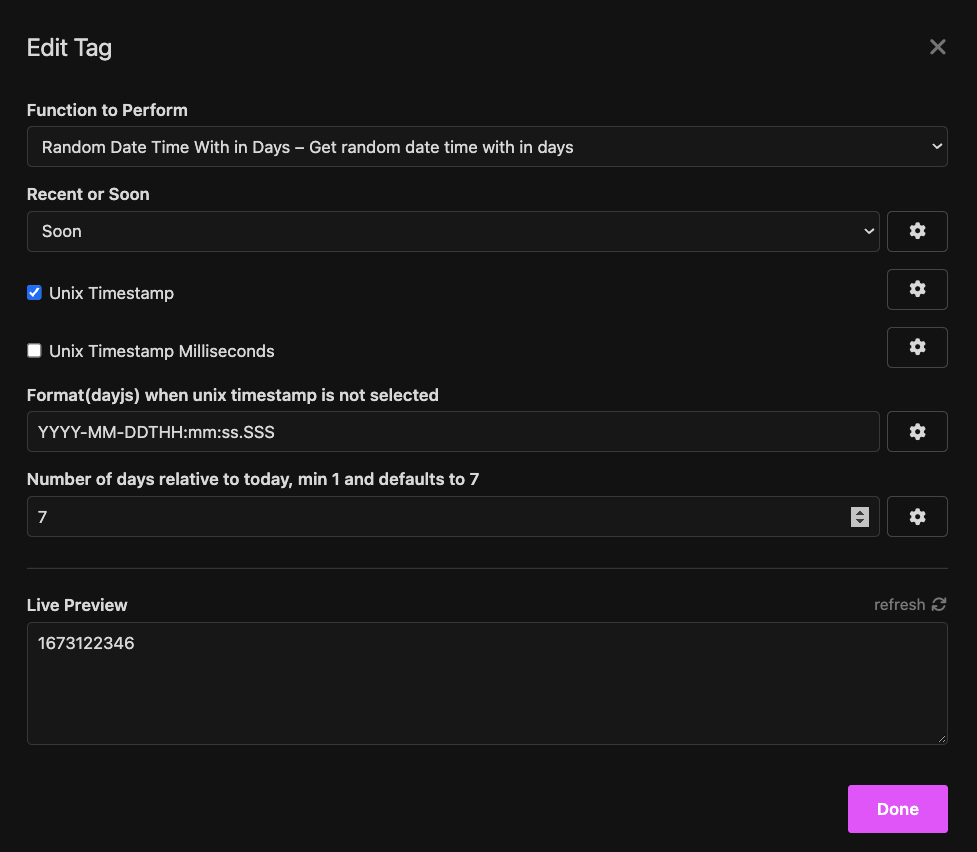 Edit Tag
Function to Perform
Random Date Time With in Days – Get random date time with in days
Recent or Soon
Soon
Unix Timestamp
Unix Timestamp Milliseconds
Format(dayjs) when unix timestamp is not selected
YYYY-MM-DDTHH:mm:ss.SSS
Number of days relative to today, min 1 and defaults to 7
7
Live Preview refresh
1673122346
Done